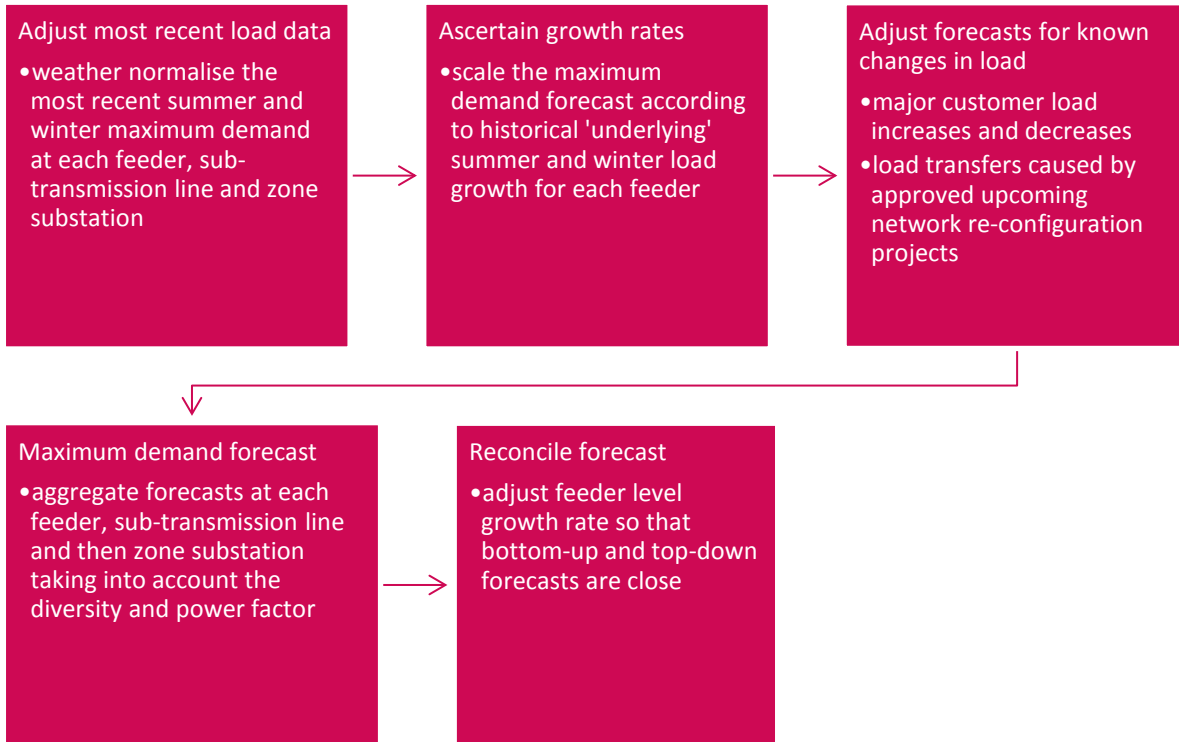 Adjust most recent load data
•weather normalise the
most recent summer and
winter maximum demand
at each feeder, sub-
transmission line and zone
substation
Ascertain growth rates
•scale the maximum
demand forecast according
to historical 'underlying'
summer and winter load
growth for each feeder
Adjust forecasts for known
changes in load
•major customer load
increases and decreases
•load transfers caused by
approved upcoming
network re-configuration
projects
Maximum demand forecast
•aggregate forecasts at each
feeder, sub-transmission line
and then zone substation
taking into account the
diversity and power factor
Reconcile forecast
•adjust feeder level
growth rate so that
bottom-up and top-down
forecasts are close